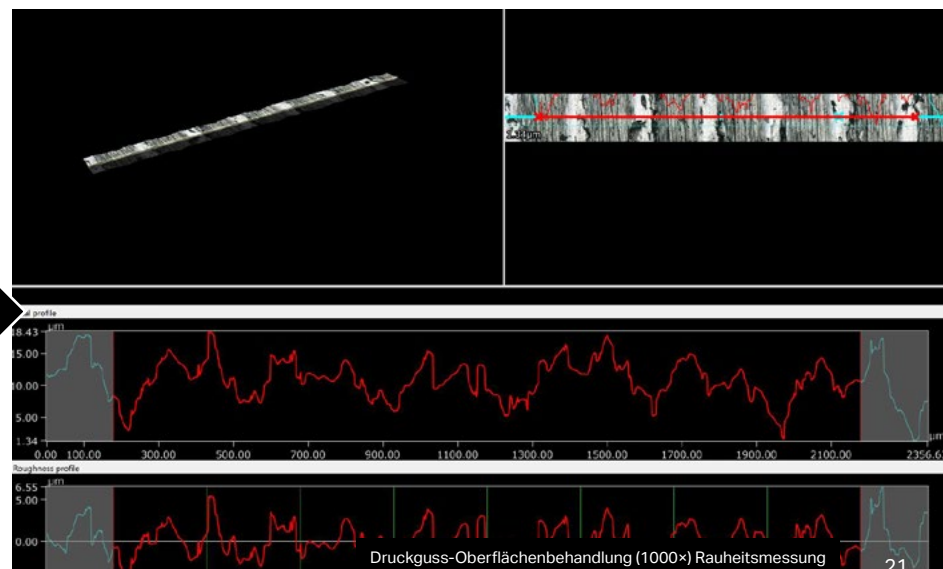 1.34µm
al profile
µm
18.43
15.00
10.00
5.00
1.34
0.00 100.00 300.00 500.00 700.00 900.00 1100.00 1300.00 1500.00 1700.00 1900.00 2100.00 2356.6
µm
Roughness profile
µm
6.55
5.00
0.00
Druckguss-Oberflächenbehandlung (1000×) Rauheitsmessung
21